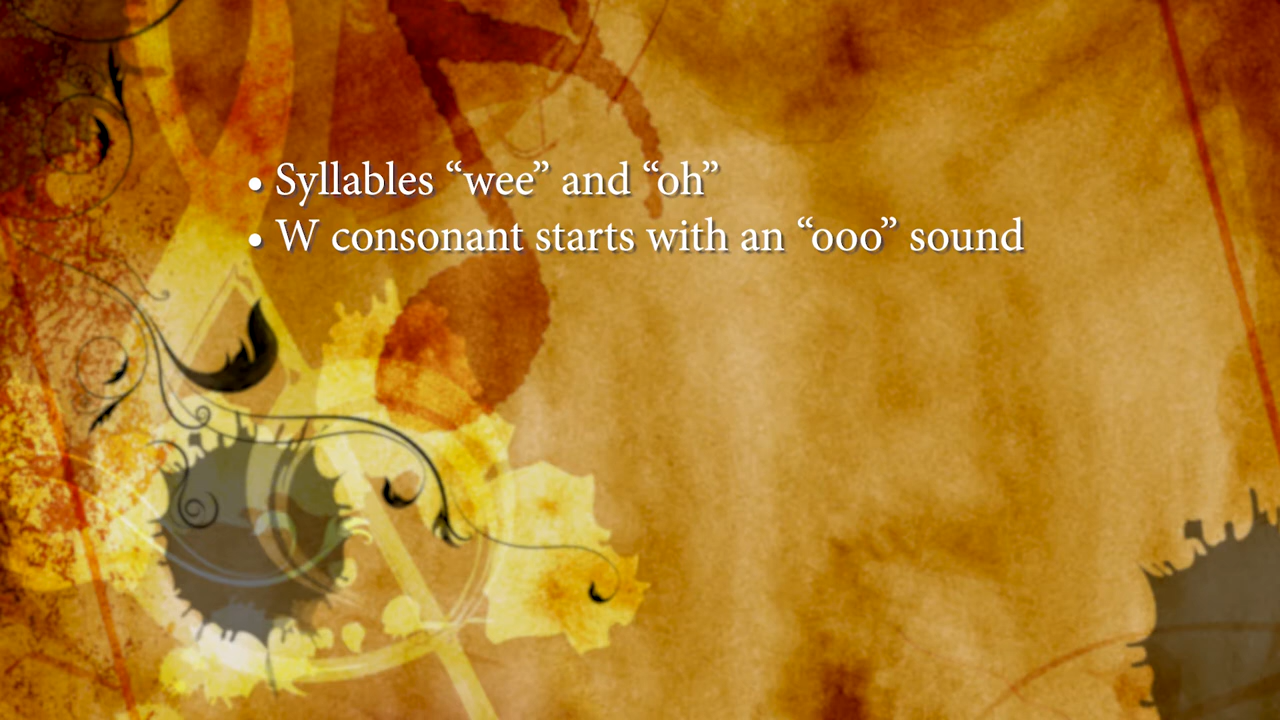 • Syllables “wee” and “oh”
• W consonant starts with an “ooo” sound